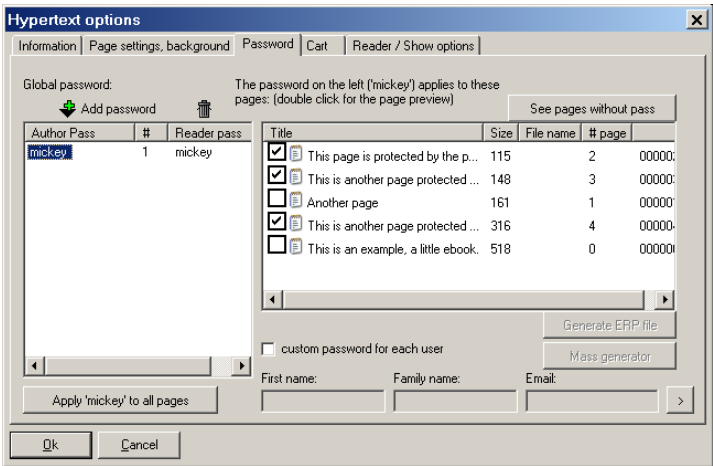 Hypertext options
Information Page settings, background Password Cart Reader / Show options
Global password:
The password on the left ('mickey') applies to these
pages: (double click for the page preview)
Add password
See pages without pass
Author Pass # Reader pass
mickey 1 mickey
Title Size File name # page
This page is protected by the p... 115 2 00000
This is another page protected ... 148 3 00000
Another page 161 1 00000
This is another page protected ... 316 4 00000
This is an example, a little ebook. 518 0 00000
Generate ERP file
custom password for each user
Mass generator
First name: Family name: Email:
Apply 'mickey' to all pages
>
Ok Cancel